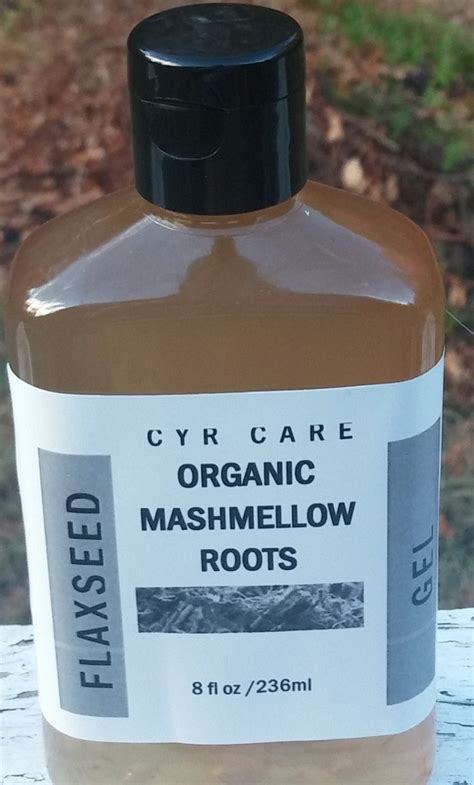 CYR CARE
ORGANIC
MASHMELLOW
ROOTS
FLAXSEED
GEL
8 fl oz /236ml